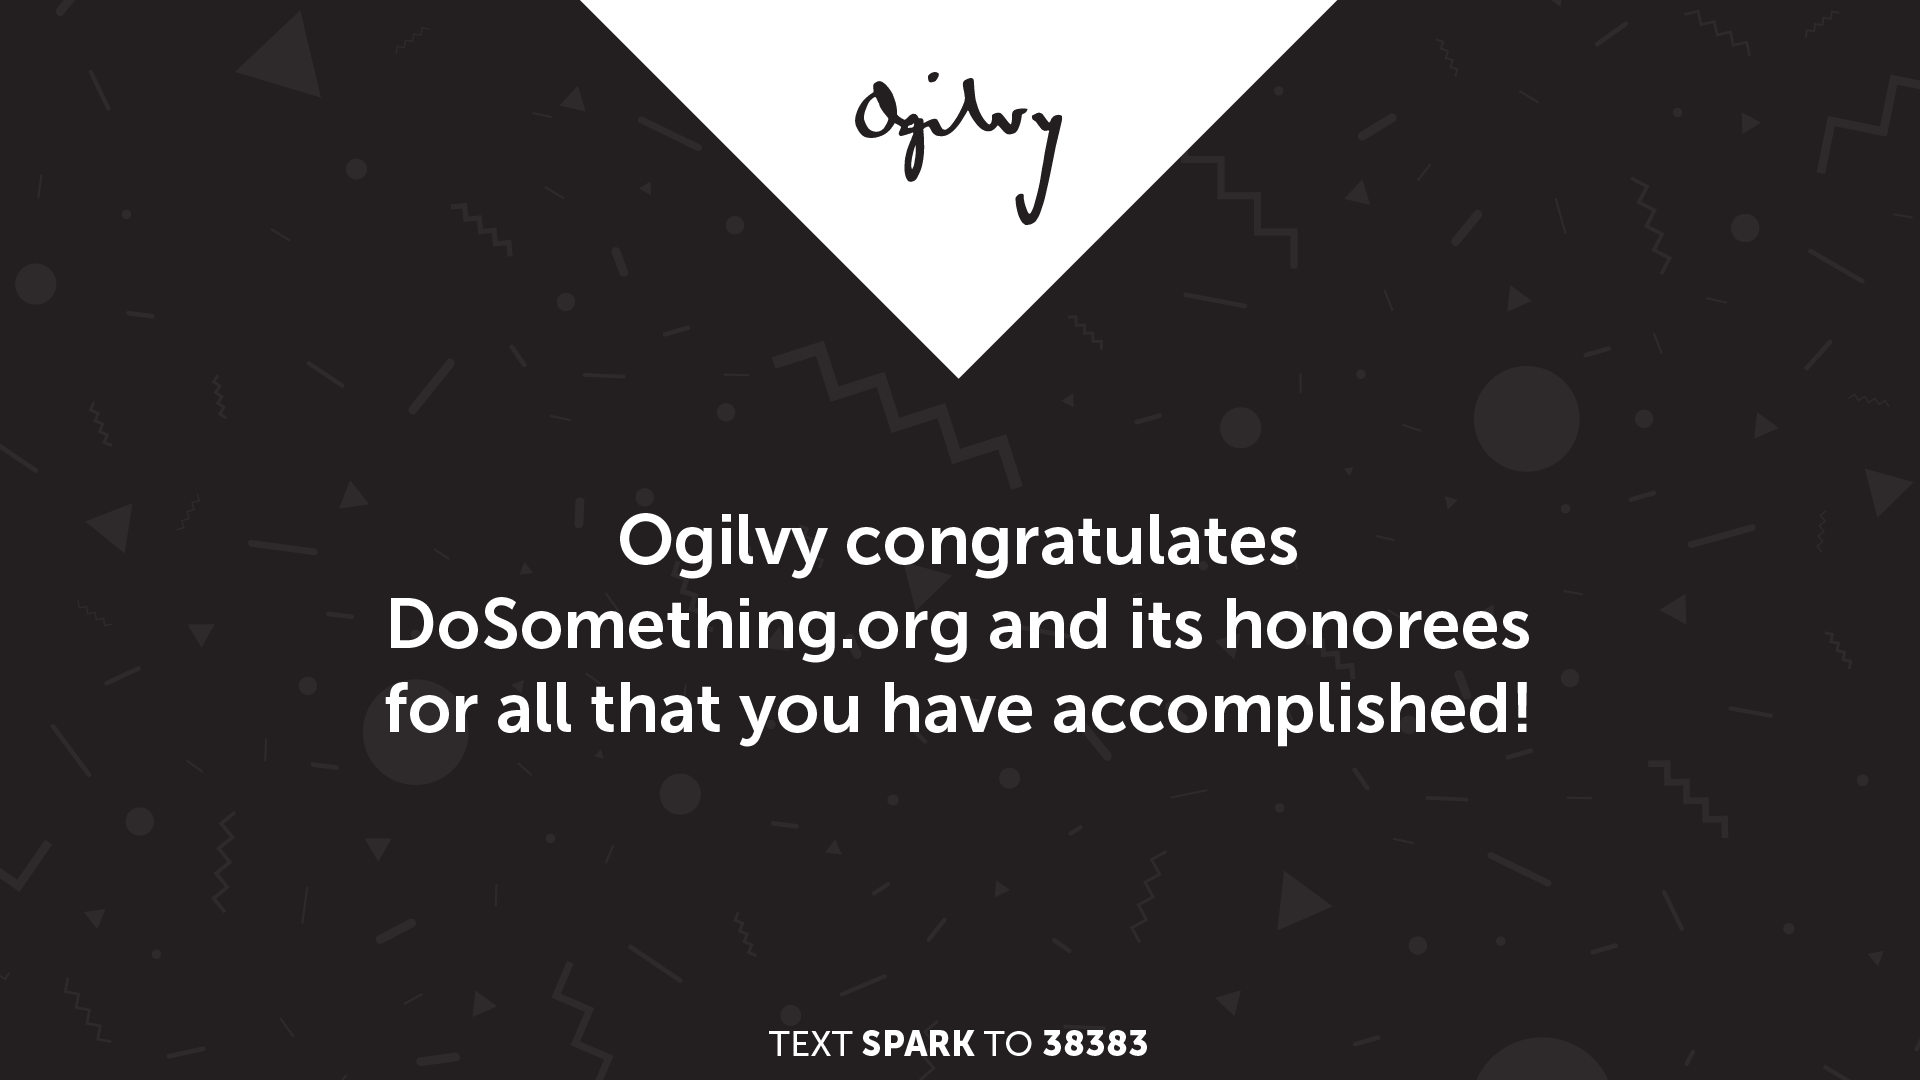 Ogilvy
Ogilvy congratulates
DoSomething.org and its honorees
for all that you have accomplished!
TEXT SPARK TO 38383